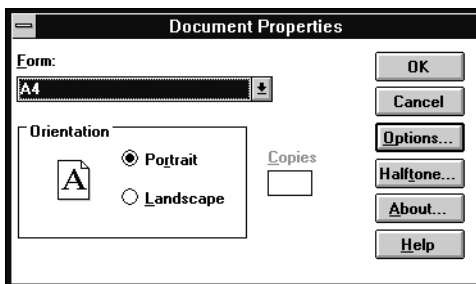 Document Properties
Form:
A4
OK
Cancel
Orientation
A
Portrait
Landscape
Copies
Options...
Halftone...
About...
Help